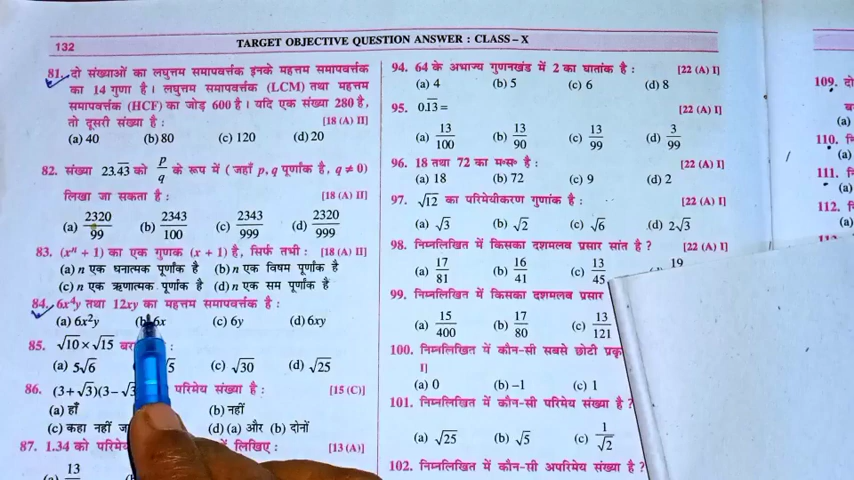 132
TARGET OBJECTIVE QUESTION ANSWER : CLASS–X
81. दो संख्याओं का लघुत्तम समापवर्त्तक इनके महत्तम समापवर्त्तक
का 14 गुणा है। लघुत्तम समापवर्त्तक (LCM) तथा महत्तम
समापवर्त्तक (HCF) का जोड़ 600 है। यदि एक संख्या 280 है,
तो दूसरी संख्या है : [18 (A) II]
(a) 40 (b) 80 (c) 120 (d) 20
82. संख्या 23.4̅3̅ को p/q के रूप में ( जहाँ p, q पूर्णांक है, q ≠ 0)
लिखा जा सकता है : [18 (A) II]
(a) 2320/99 (b) 2343/100 (c) 2343/999 (d) 2320/999
83. (xⁿ + 1) का एक गुणक (x + 1) है, सिर्फ तभी : [18 (A) II]
(a) n एक धनात्मक पूर्णांक है (b) n एक विषम पूर्णांक है
(c) n एक ऋणात्मक पूर्णांक है (d) n एक सम पूर्णांक है
84. 6x⁴y तथा 12xy का महत्तम समापवर्त्तक है :
(a) 6x²y (b) 6x (c) 6y (d) 6xy
85. √10 × √15
(a) 5√6 5 (c) √30 (d) √25
86. (3+√3)(3–√3 परिमेय संख्या है : [15 (C)]
(a) हाँ (b) नहीं
(c) कहा नहीं (d) (a) और (b) दोनों
87. 1.34 को लिखिए : [13 (A)]
(a) 13
94. 64 के अभाज्य गुणनखंड में 2 का घातांक है : [22 (A) I]
(a) 4 (b) 5 (c) 6 (d) 8
95. 0.1̅3̅ = [22 (A) I]
(a) 13/100 (b) 13/90 (c) 13/99 (d) 3/99
96. 18 तथा 72 का म॰स॰ है : [22 (A) I]
(a) 18 (b) 72 (c) 9 (d) 2
97. √12 का परिमेयीकरण गुणांक है : [22 (A) I]
(a) √3 (b) √2 (c) √6 (d) 2√3
98. निम्नलिखित में किसका दशमलव प्रसार सांत है ? [22 (A) I]
(a) 17/81 (b) 16/41 (c) 13/45 19
99. निम्नलिखित में किसका दशमलव प्रसार
(a) 15/400 (b) 17/80 (c) 13/121
100. निम्नलिखित में कौन-सी सबसे छोटी
I]
(a) 0 (b) –1 (c) 1
101. निम्नलिखित में कौन-सी परिमेय संख्या है ?
(a) √25 (b) √5 (c) 1/√2
102. निम्नलिखित में कौन-सी अपरिमेय संख्या है ?
109.
(a)
110.
(a)
111.
(a)
112.